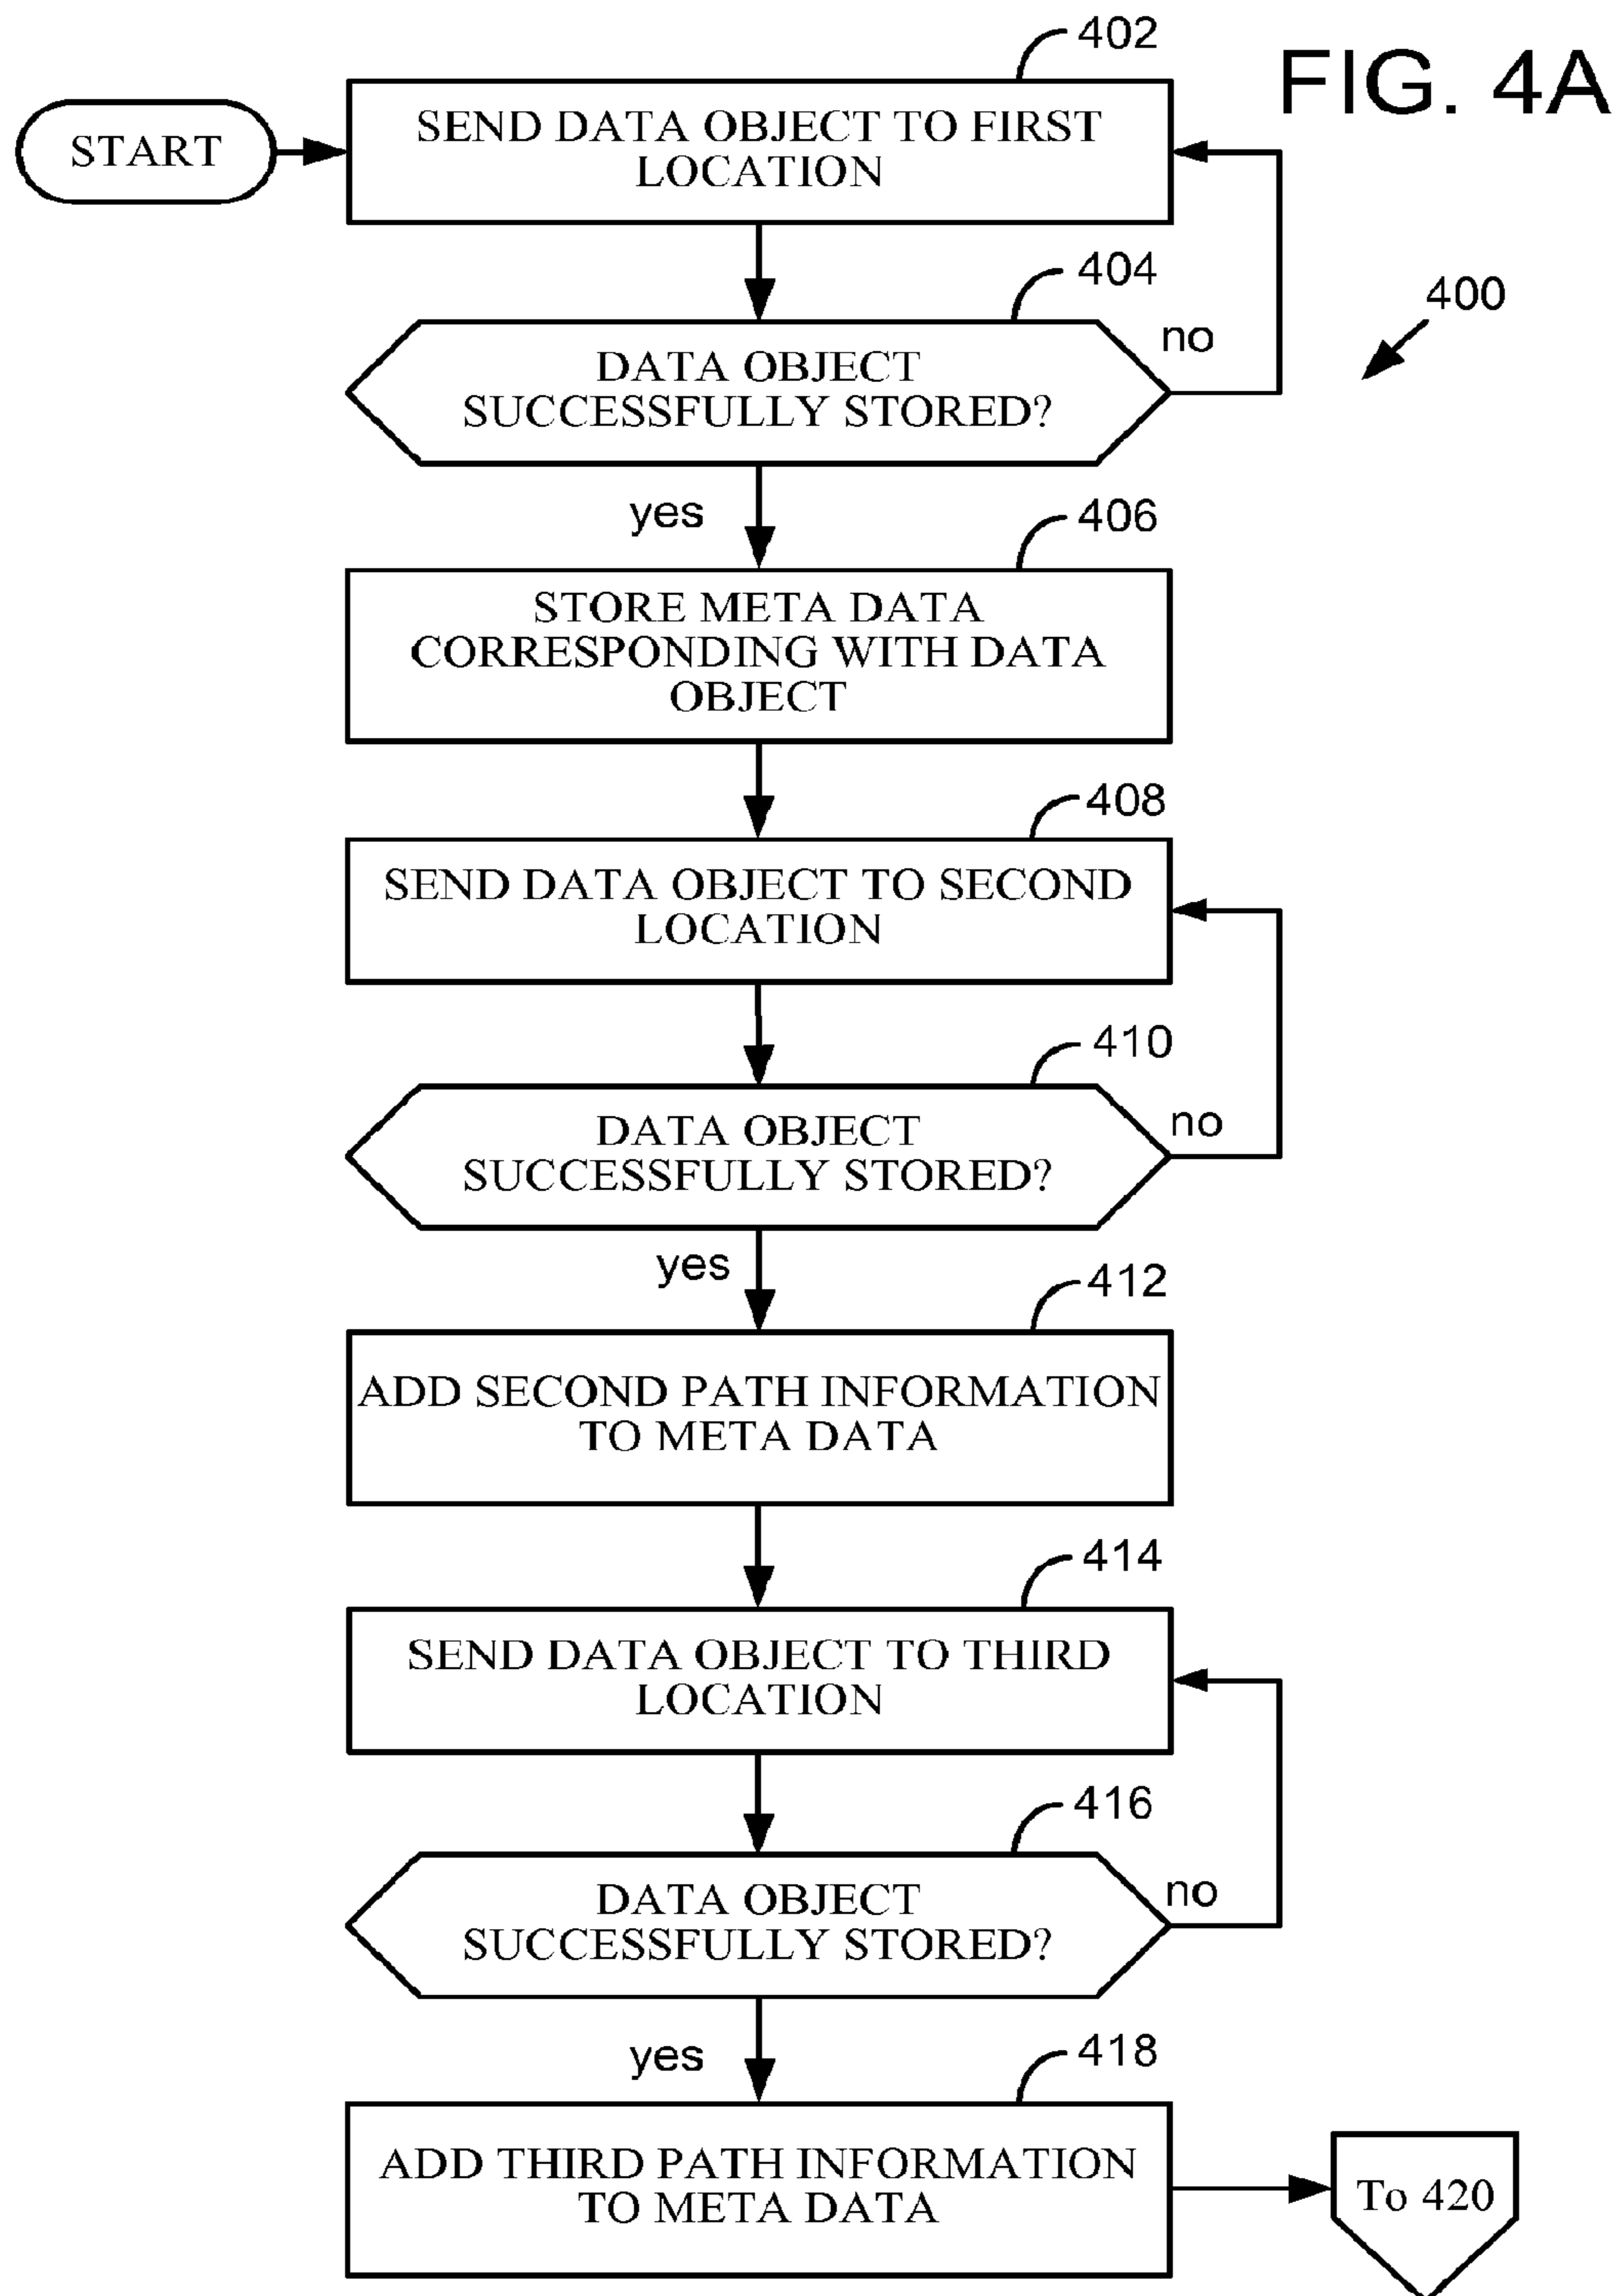 402
FIG. 4A
START
SEND DATA OBJECT TO FIRST
LOCATION
404
400
no
DATA OBJECT
SUCCESSFULLY STORED?
yes
406
STORE META DATA
CORRESPONDING WITH DATA
OBJECT
408
SEND DATA OBJECT TO SECOND
LOCATION
410
no
DATA OBJECT
SUCCESSFULLY STORED?
yes
412
ADD SECOND PATH INFORMATION
TO META DATA
414
SEND DATA OBJECT TO THIRD
LOCATION
416
no
DATA OBJECT
SUCCESSFULLY STORED?
yes
418
ADD THIRD PATH INFORMATION
TO META DATA
To 420